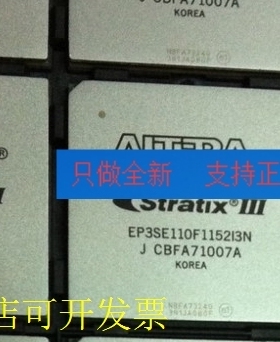 J CBFA71007A
KOREA
®
ALTERA
只做全新 支持正
Stratix III
EP3SE110F1152I3N
J CBFA71007A
KOREA
店可开发票